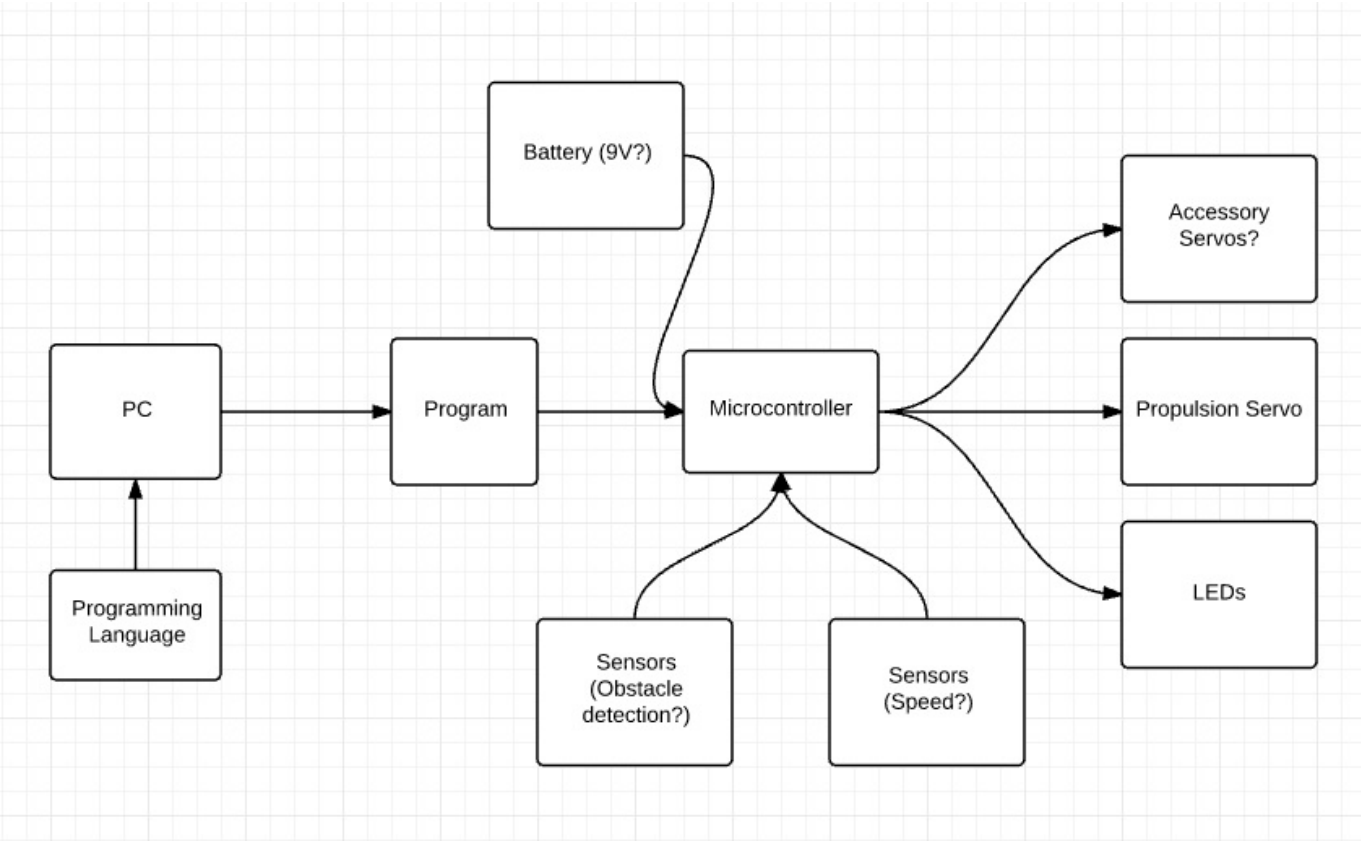 Battery (9V?)
Accessory
Servos?
PC
Program
Microcontroller
Propulsion Servo
Programming
Language
LEDs
Sensors
(Obstacle
detection?)
Sensors
(Speed?)